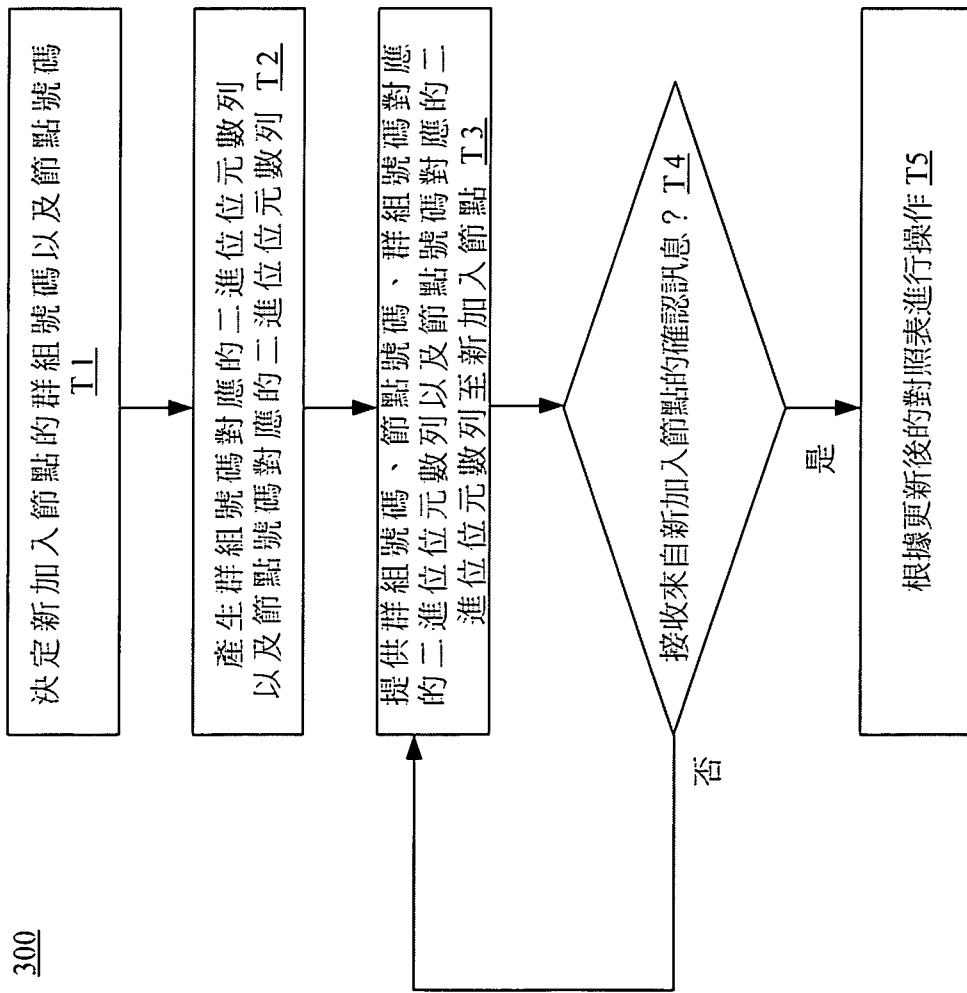 300
決定新加入節點的群組號碼以及節點號碼
T1
產生群組號碼對應的二進位位元數列
以及節點號碼對應的二進位位元數列 T2
提供群組號碼、節點號碼、群組號碼對應
的二進位位元數列以及節點號碼對應的二
進位位元數列至新加入節點 T3
接收來自新加入節點的確認訊息？ T4
否
是
根據更新後的對照表進行操作 T5